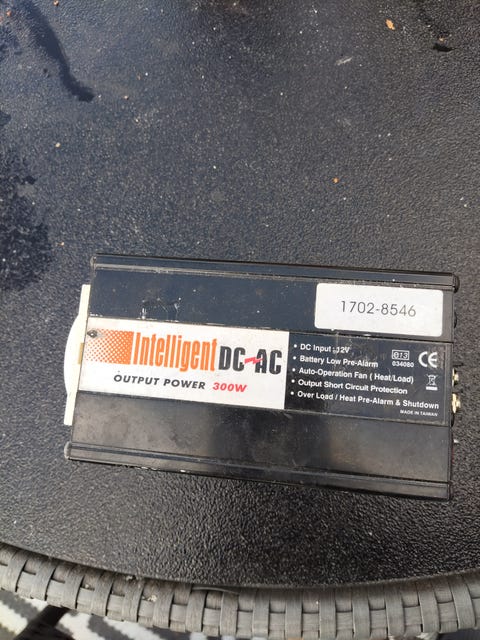 1702-8546
Intelligent DC AC
OUTPUT POWER 300W
• DC Input : 12V
• Battery Low Pre-Alarm
• Auto-Operation Fan ( Heat/Load)
• Output Short Circuit Protection
• Over Load / Heat Pre-Alarm & Shutdown
e13
034080
CE
MADE IN TAIWAN